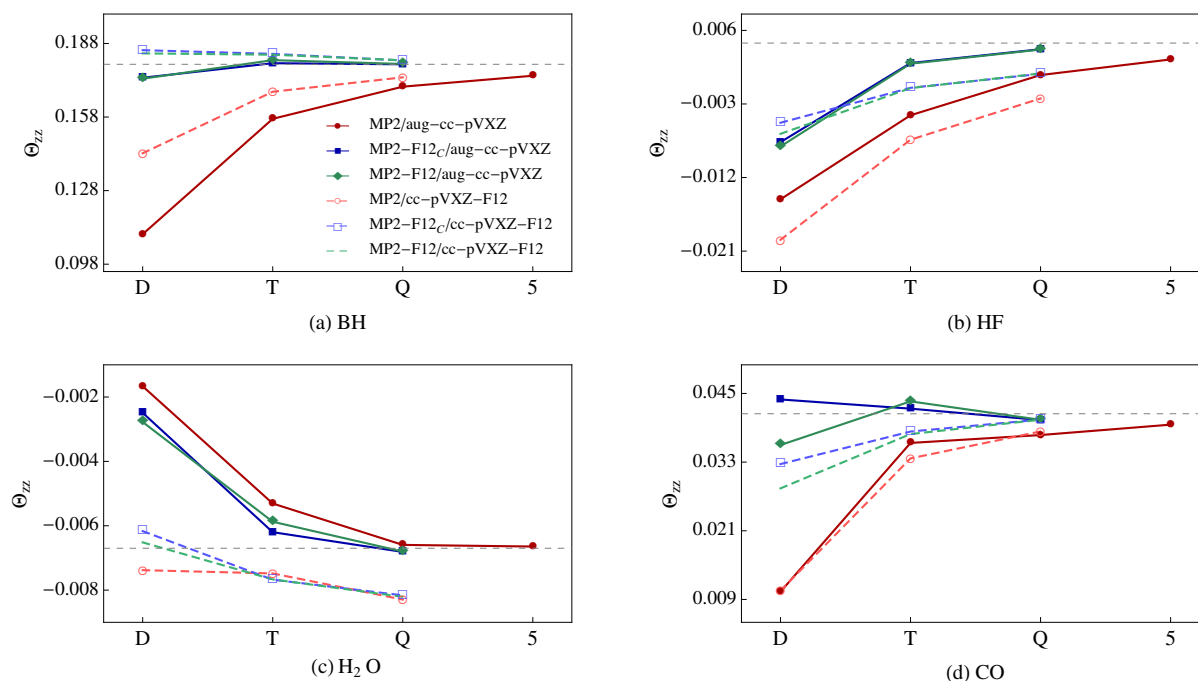 0.188
0.158
0.128
0.098
Θzz
MP2/aug−cc−pVXZ
MP2−F12C/aug−cc−pVXZ
MP2−F12/aug−cc−pVXZ
MP2/cc−pVXZ−F12
MP2−F12C/cc−pVXZ−F12
MP2−F12/cc−pVXZ−F12
D T Q 5
(a) BH
0.006
−0.003
−0.012
−0.021
Θzz
D T Q 5
(b) HF
−0.002
−0.004
−0.006
−0.008
Θzz
D T Q 5
(c) H2 O
0.045
0.033
0.021
0.009
Θzz
D T Q 5
(d) CO